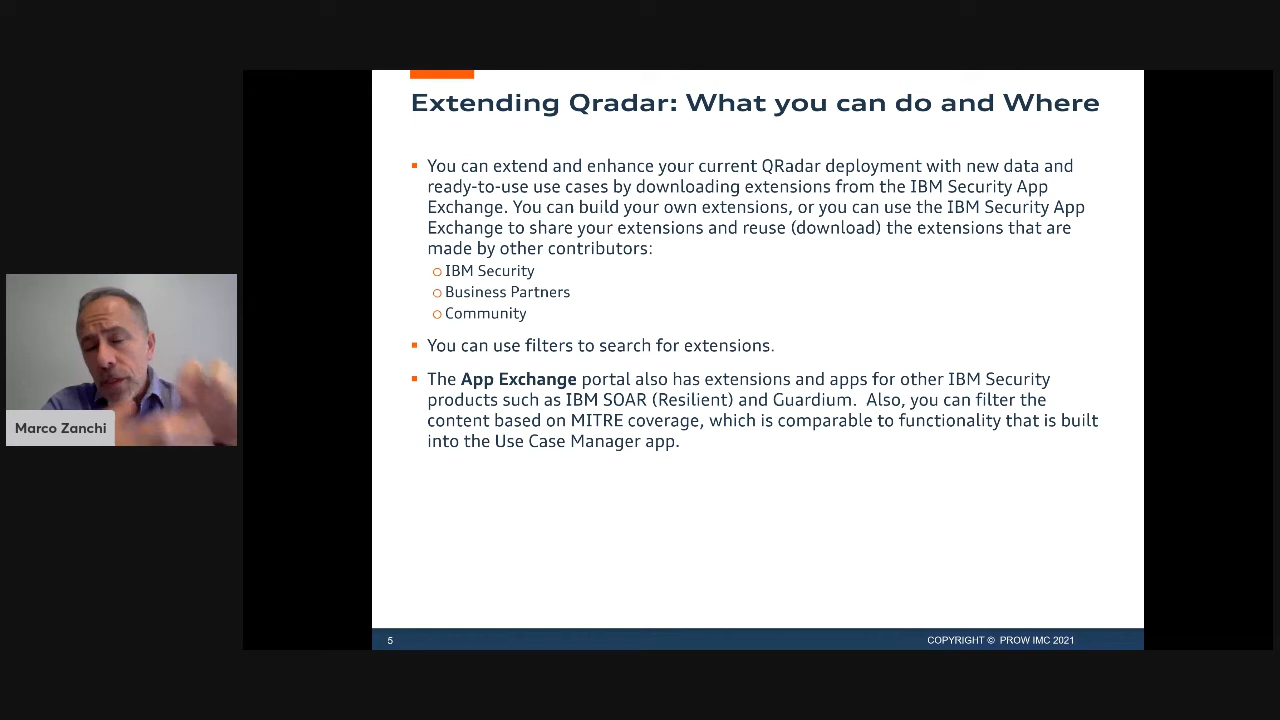 Extending Qradar: What you can do and Where
You can extend and enhance your current QRadar deployment with new data and
ready-to-use use cases by downloading extensions from the IBM Security App
Exchange. You can build your own extensions, or you can use the IBM Security App
Exchange to share your extensions and reuse (download) the extensions that are
made by other contributors:
IBM Security
Business Partners
Community
You can use filters to search for extensions.
The App Exchange portal also has extensions and apps for other IBM Security
products such as IBM SOAR (Resilient) and Guardium. Also, you can filter the
content based on MITRE coverage, which is comparable to functionality that is built
into the Use Case Manager app.
Marco Zanchi
5
COPYRIGHT © PROW IMC 2021